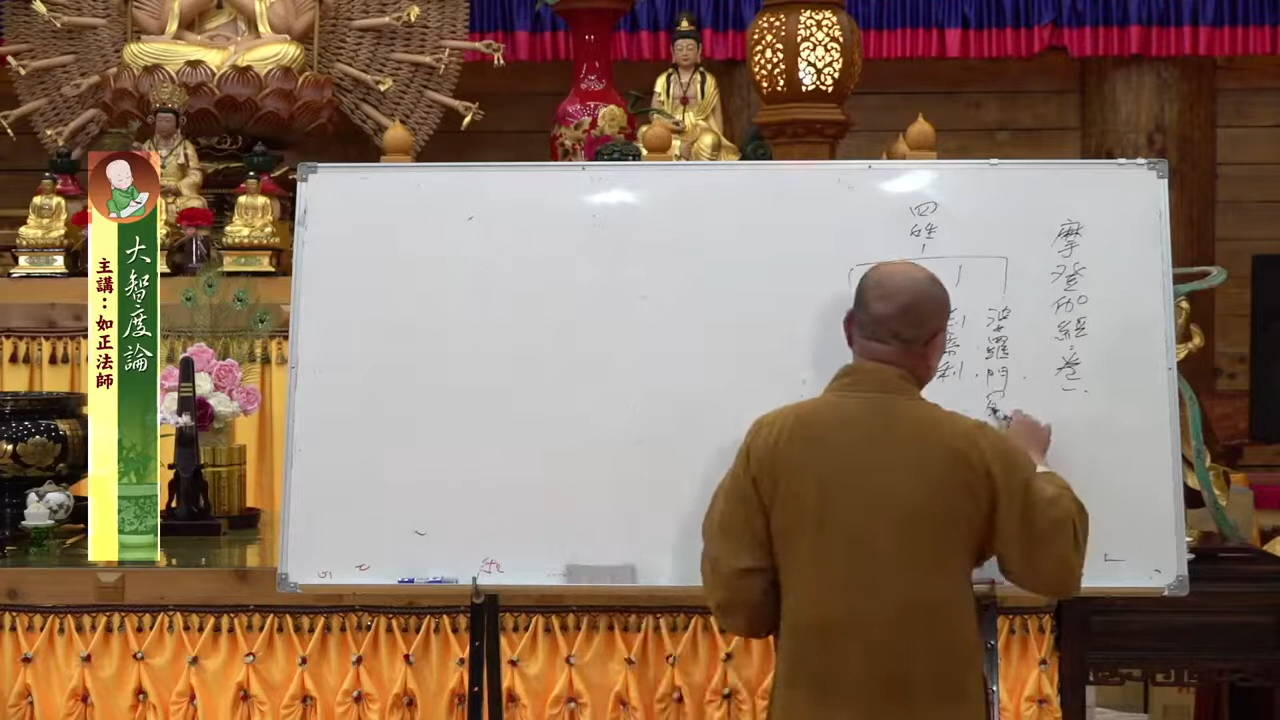 大智度論
主講：如正法師
摩登伽經．卷一
四姓
婆羅門
剎帝利